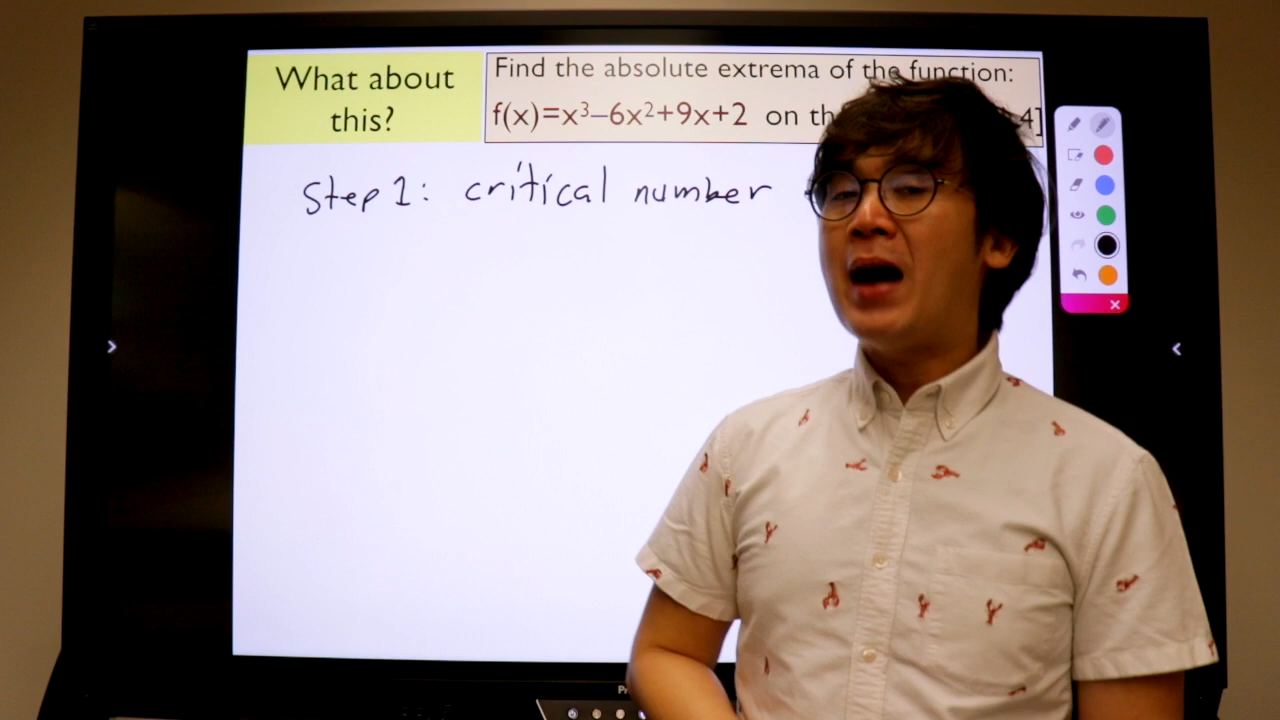 What about
this?
Find the absolute extrema of the function:
f(x)=x³–6x²+9x+2 on 4]
Step 1: critical number